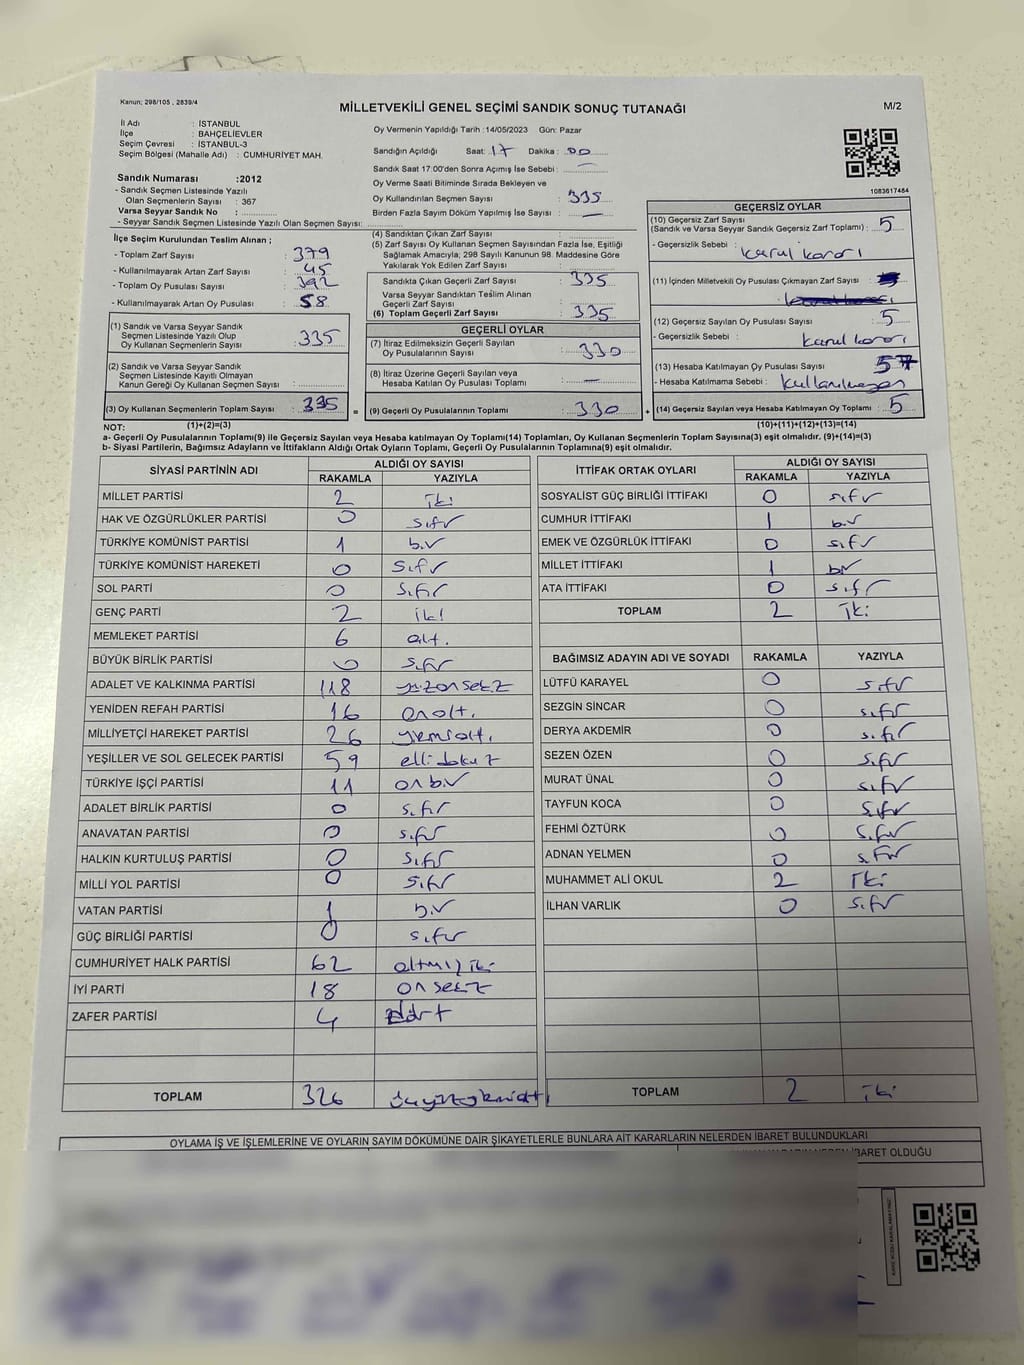 Kanun; 298/105 , 2839/4
MİLLETVEKİLİ GENEL SEÇİMİ SANDIK SONUÇ TUTANAĞI
M/2
İl Adı : İSTANBUL
İlçe : BAHÇELİEVLER
Seçim Çevresi : İSTANBUL-3
Seçim Bölgesi (Mahalle Adı) : CUMHURİYET MAH.
Sandık Numarası :2012
- Sandık Seçmen Listesinde Yazılı
Olan Seçmenlerin Sayısı : 367
Varsa Seyyar Sandık No :
- Seyyar Sandık Seçmen Listesinde Yazılı Olan Seçmen Sayısı:
Oy Vermenin Yapıldığı Tarih :14/05/2023 Gün: Pazar
Sandığın Açıldığı Saat: 17 Dakika : 00
Sandık Saat 17:00'den Sonra Açımış İse Sebebi : —
Oy Verme Saati Bitiminde Sırada Bekleyen ve
Oy Kullandırılan Seçmen Sayısı : 335
Birden Fazla Sayım Döküm Yapılmış İse Sayısı : —
1083617484
İlçe Seçim Kurulundan Teslim Alınan ;
- Toplam Zarf Sayısı : 379
- Kullanılmayarak Artan Zarf Sayısı : 45
- Toplam Oy Pusulası Sayısı : 392
- Kullanılmayarak Artan Oy Pusulası : 58
(4) Sandıktan Çıkan Zarf Sayısı :
(5) Zarf Sayısı Oy Kullanan Seçmen Sayısından Fazla İse, Eşitliği
Sağlamak Amacıyla; 298 Sayılı Kanunun 98. Maddesine Göre
Yakılarak Yok Edilen Zarf Sayısı :
Sandıkta Çıkan Geçerli Zarf Sayısı : 335
Varsa Seyyar Sandıktan Teslim Alınan
Geçerli Zarf Sayısı :
(6) Toplam Geçerli Zarf Sayısı : 335
GEÇERSİZ OYLAR
(10) Geçersiz Zarf Sayısı
(Sandık ve Varsa Seyyar Sandık Geçersiz Zarf Toplamı) : 5
- Geçersizlik Sebebi : kurul kararı
(11) İçinden Milletvekili Oy Pusulası Çıkmayan Zarf Sayısı :
(12) Geçersiz Sayılan Oy Pusulası Sayısı : 5
- Geçersizlik Sebebi : kurul kararı
(13) Hesaba Katılmayan Oy Pusulası Sayısı
- Hesaba Katılmama Sebebi : kullanılmayan
(14) Geçersiz Sayılan veya Hesaba Katılmayan Oy Toplamı : 5
(1) Sandık ve Varsa Seyyar Sandık
Seçmen Listesinde Yazılı Olup
Oy Kullanan Seçmenlerin Sayısı : 335
(2) Sandık ve Varsa Seyyar Sandık
Seçmen Listesinde Kayıtlı Olmayan
Kanun Gereği Oy Kullanan Seçmen Sayısı :
(3) Oy Kullanan Seçmenlerin Toplam Sayısı : 335 =
GEÇERLİ OYLAR
(7) İtiraz Edilmeksizin Geçerli Sayılan
Oy Pusulalarının Sayısı : 330
(8) İtiraz Üzerine Geçerli Sayılan veya
Hesaba Katılan Oy Pusulası Toplamı : —
(9) Geçerli Oy Pusulalarının Toplamı : 330 +
NOT: (1)+(2)=(3) (10)+(11)+(12)+(13)=(14)
a- Geçerli Oy Pusulalarının Toplamı(9) ile Geçersiz Sayılan veya Hesaba katılmayan Oy Toplamı(14) Toplamları, Oy Kullanan Seçmenlerin Toplam Sayısına(3) eşit olmalıdır. (9)+(14)=(3)
b- Siyasi Partilerin, Bağımsız Adayların ve İttifakların Aldığı Ortak Oyların Toplamı, Geçerli Oy Pusulalarının Toplamına(9) eşit olmalıdır.
SİYASİ PARTİNİN ADI ALDIĞI OY SAYISI
RAKAMLA YAZIYLA
MİLLET PARTİSİ 2 iki
HAK VE ÖZGÜRLÜKLER PARTİSİ 0 sıfır
TÜRKİYE KOMÜNİST PARTİSİ 1 bir
TÜRKİYE KOMÜNİST HAREKETİ 0 sıfır
SOL PARTİ 0 sıfır
GENÇ PARTİ 2 iki
MEMLEKET PARTİSİ 6 altı
BÜYÜK BİRLİK PARTİSİ 0 sıfır
ADALET VE KALKINMA PARTİSİ 118 yüzonsekiz
YENİDEN REFAH PARTİSİ 16 onaltı
MİLLİYETÇİ HAREKET PARTİSİ 26 yirmialtı
YEŞİLLER VE SOL GELECEK PARTİSİ 59 ellidokuz
TÜRKİYE İŞÇİ PARTİSİ 11 onbir
ADALET BİRLİK PARTİSİ 0 sıfır
ANAVATAN PARTİSİ 0 sıfır
HALKIN KURTULUŞ PARTİSİ 0 sıfır
MİLLİ YOL PARTİSİ 0 sıfır
VATAN PARTİSİ 1 bir
GÜÇ BİRLİĞİ PARTİSİ 0 sıfır
CUMHURİYET HALK PARTİSİ 62 altmışiki
İYİ PARTİ 18 onsekiz
ZAFER PARTİSİ 4 dört
TOPLAM 326 üçyüzyirmialtı
İTTİFAK ORTAK OYLARI ALDIĞI OY SAYISI
RAKAMLA YAZIYLA
SOSYALİST GÜÇ BİRLİĞİ İTTİFAKI 0 sıfır
CUMHUR İTTİFAKI 1 bir
EMEK VE ÖZGÜRLÜK İTTİFAKI 0 sıfır
MİLLET İTTİFAKI 1 bir
ATA İTTİFAKI 0 sıfır
TOPLAM 2 iki
BAĞIMSIZ ADAYIN ADI VE SOYADI RAKAMLA YAZIYLA
LÜTFÜ KARAYEL 0 sıfır
SEZGİN SİNCAR 0 sıfır
DERYA AKDEMİR 0 sıfır
SEZEN ÖZEN 0 sıfır
MURAT ÜNAL 0 sıfır
TAYFUN KOCA 0 sıfır
FEHMİ ÖZTÜRK 0 sıfır
ADNAN YELMEN 0 sıfır
MUHAMMET ALİ OKUL 2 iki
İLHAN VARLIK 0 sıfır
TOPLAM 2 iki
OYLAMA İŞ VE İŞLEMLERİNE VE OYLARIN SAYIM DÖKÜMÜNE DAİR ŞİKAYETLERLE BUNLARA AİT KARARLARIN NELERDEN İBARET BULUNDUKLARI
İBARET OLDUĞU